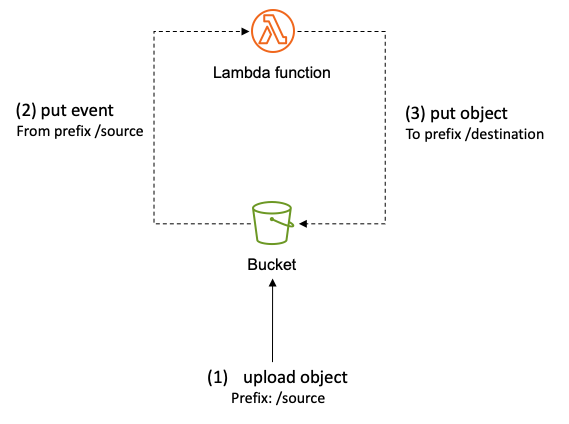 Lambda function
(2) put event
From prefix /source
(3) put object
To prefix /destination
Bucket
(1) upload object
Prefix: /source